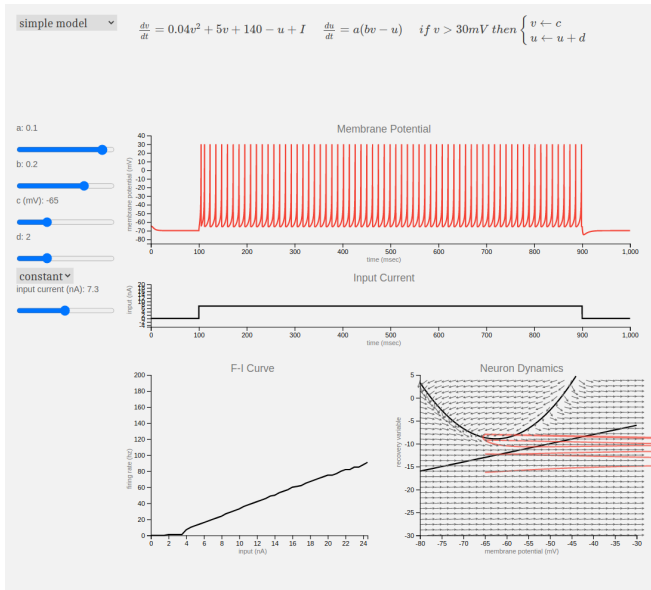 simple model
dv/dt = 0.04v² + 5v + 140 − u + I    du/dt = a(bv − u)    if v > 30mV then { v ← c
u ← u + d
a: 0.1
b: 0.2
c (mV): -65
d: 2
constant
input current (nA): 7.3
Membrane Potential
membrane potential (mV)
40
30
20
10
0
-10
-20
-30
-40
-50
-60
-70
-80
0 100 200 300 400 500 600 700 800 900 1,000
time (msec)
Input Current
input (nA)
20
0
-4
0 100 200 300 400 500 600 700 800 900 1,000
time (msec)
F-I Curve
firing rate (hz)
200
180
160
140
120
100
80
60
40
20
0
0 2 4 6 8 10 12 14 16 18 20 22 24
input (nA)
Neuron Dynamics
recovery variable
5
0
-5
-10
-15
-20
-25
-30
-80 -75 -70 -65 -60 -55 -50 -45 -40 -35 -30
membrane potential (mV)